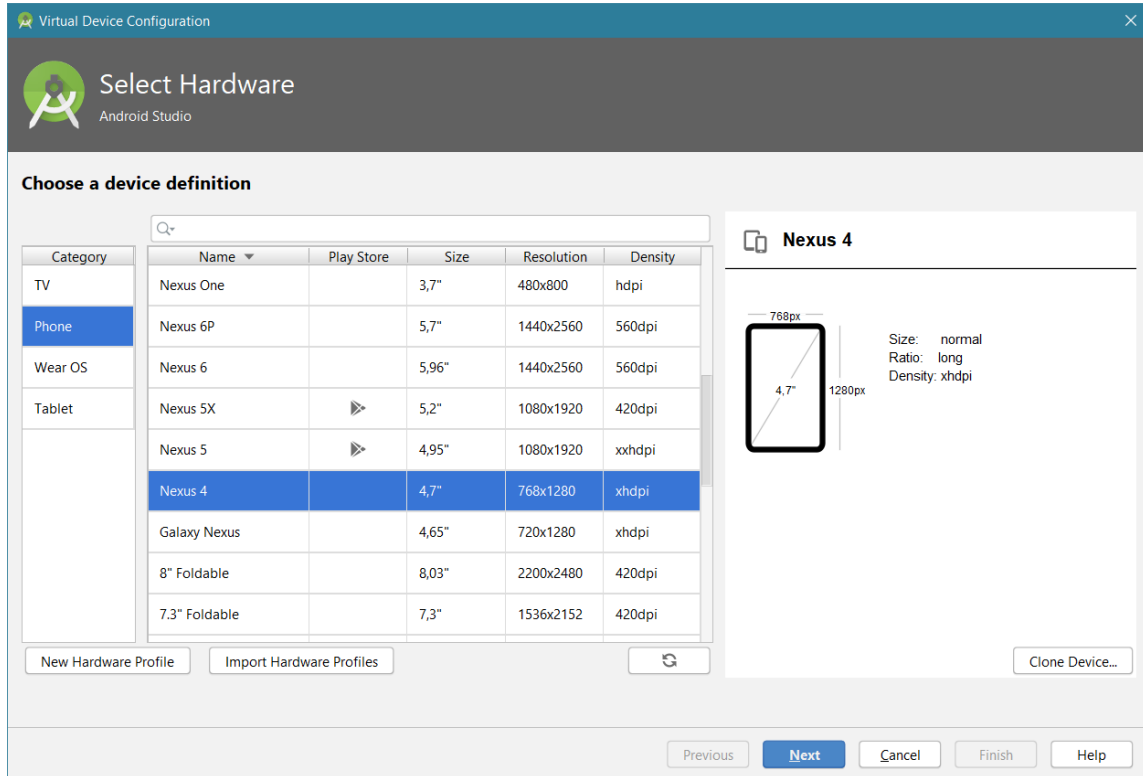 Virtual Device Configuration
Select Hardware
Android Studio
Choose a device definition
Category
TV
Phone
Wear OS
Tablet
Name Play Store Size Resolution Density
Nexus One 3,7" 480x800 hdpi
Nexus 6P 5,7" 1440x2560 560dpi
Nexus 6 5,96" 1440x2560 560dpi
Nexus 5X 5,2" 1080x1920 420dpi
Nexus 5 4,95" 1080x1920 xxhdpi
Nexus 4 4,7" 768x1280 xhdpi
Galaxy Nexus 4,65" 720x1280 xhdpi
8" Foldable 8,03" 2200x2480 420dpi
7.3" Foldable 7,3" 1536x2152 420dpi
Nexus 4
768px
4,7"
1280px
Size: normal
Ratio: long
Density: xhdpi
New Hardware Profile
Import Hardware Profiles
Clone Device...
Previous
Next
Cancel
Finish
Help